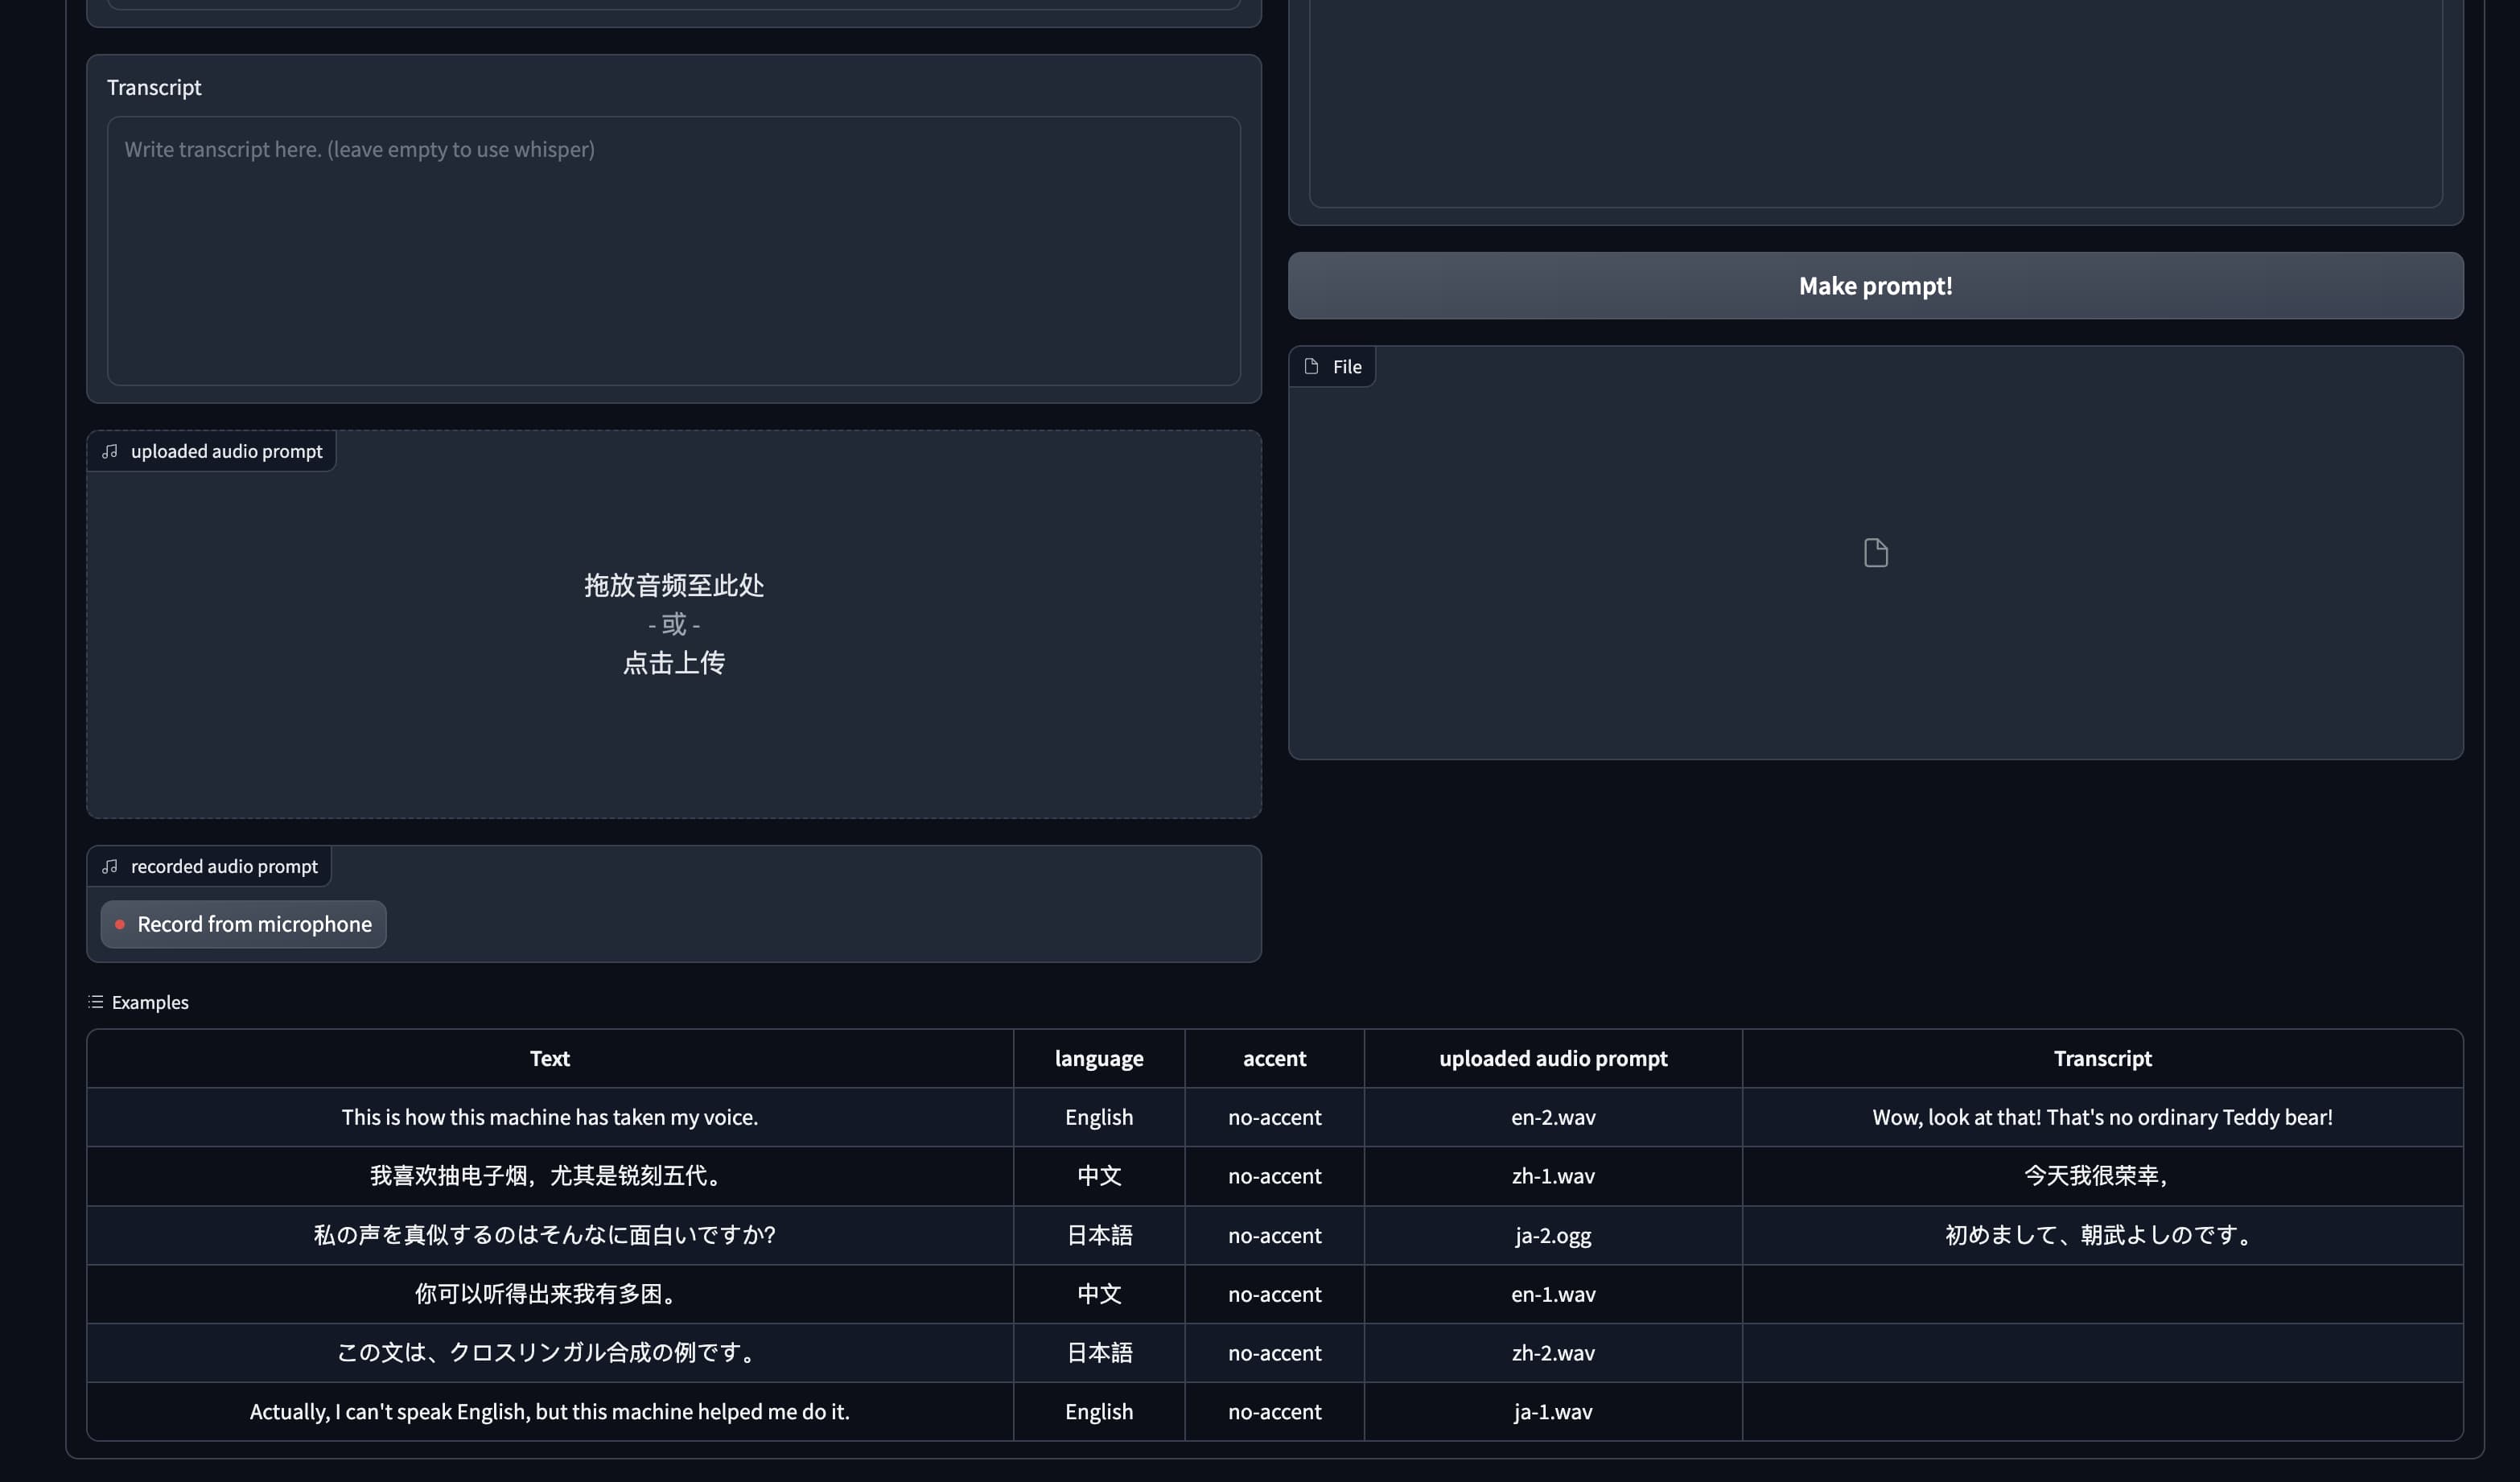 Transcript
Write transcript here. (leave empty to use whisper)
Make prompt!
File
uploaded audio prompt
拖放音频至此处
- 或 -
点击上传
recorded audio prompt
Record from microphone
Examples
Text language accent uploaded audio prompt Transcript
This is how this machine has taken my voice. English no-accent en-2.wav Wow, look at that! That's no ordinary Teddy bear!
我喜欢抽电子烟，尤其是锐刻五代。 中文 no-accent zh-1.wav 今天我很荣幸，
私の声を真似するのはそんなに面白いですか? 日本語 no-accent ja-2.ogg 初めまして、朝武よしのです。
你可以听得出来我有多困。 中文 no-accent en-1.wav
この文は、クロスリンガル合成の例です。 日本語 no-accent zh-2.wav
Actually, I can't speak English, but this machine helped me do it. English no-accent ja-1.wav